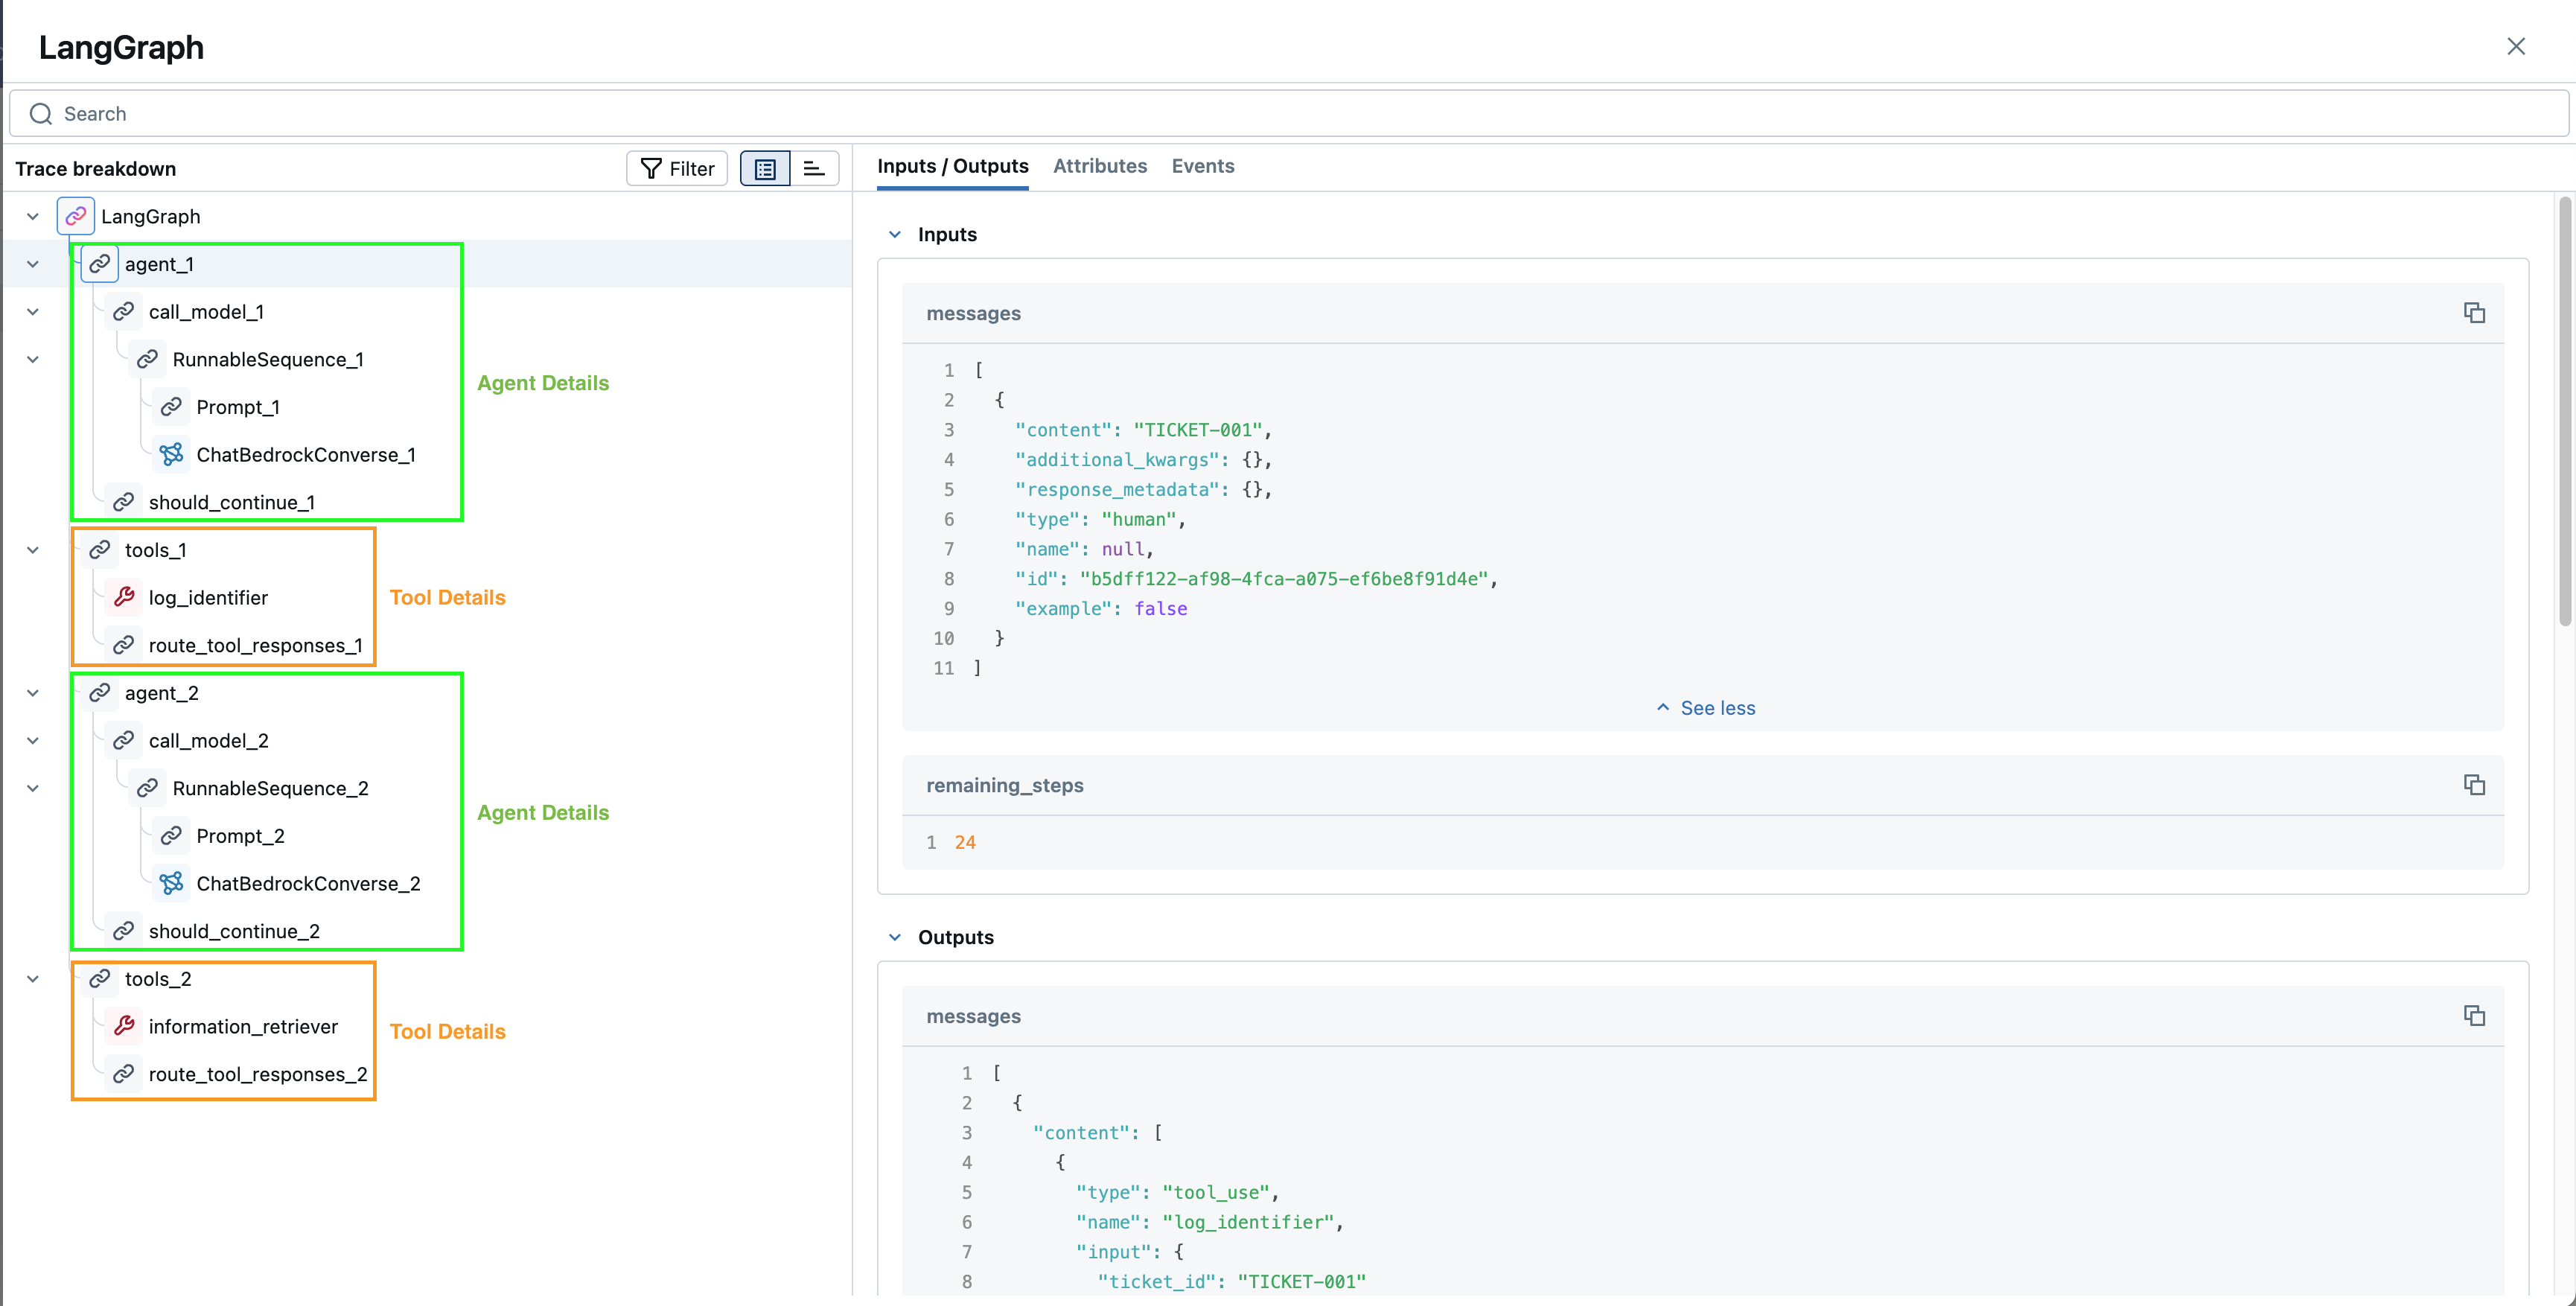 LangGraph
Search
Trace breakdown
Filter
LangGraph
agent_1
call_model_1
RunnableSequence_1
Prompt_1
ChatBedrockConverse_1
should_continue_1
Agent Details
tools_1
log_identifier
route_tool_responses_1
Tool Details
agent_2
call_model_2
RunnableSequence_2
Prompt_2
ChatBedrockConverse_2
should_continue_2
Agent Details
tools_2
information_retriever
route_tool_responses_2
Tool Details
Inputs / Outputs Attributes Events
Inputs
messages
1 [
2 {
3 "content": "TICKET-001",
4 "additional_kwargs": {},
5 "response_metadata": {},
6 "type": "human",
7 "name": null,
8 "id": "b5dff122-af98-4fca-a075-ef6be8f91d4e",
9 "example": false
10 }
11 ]
See less
remaining_steps
1 24
Outputs
messages
1 [
2 {
3 "content": [
4 {
5 "type": "tool_use",
6 "name": "log_identifier",
7 "input": {
8 "ticket_id": "TICKET-001"